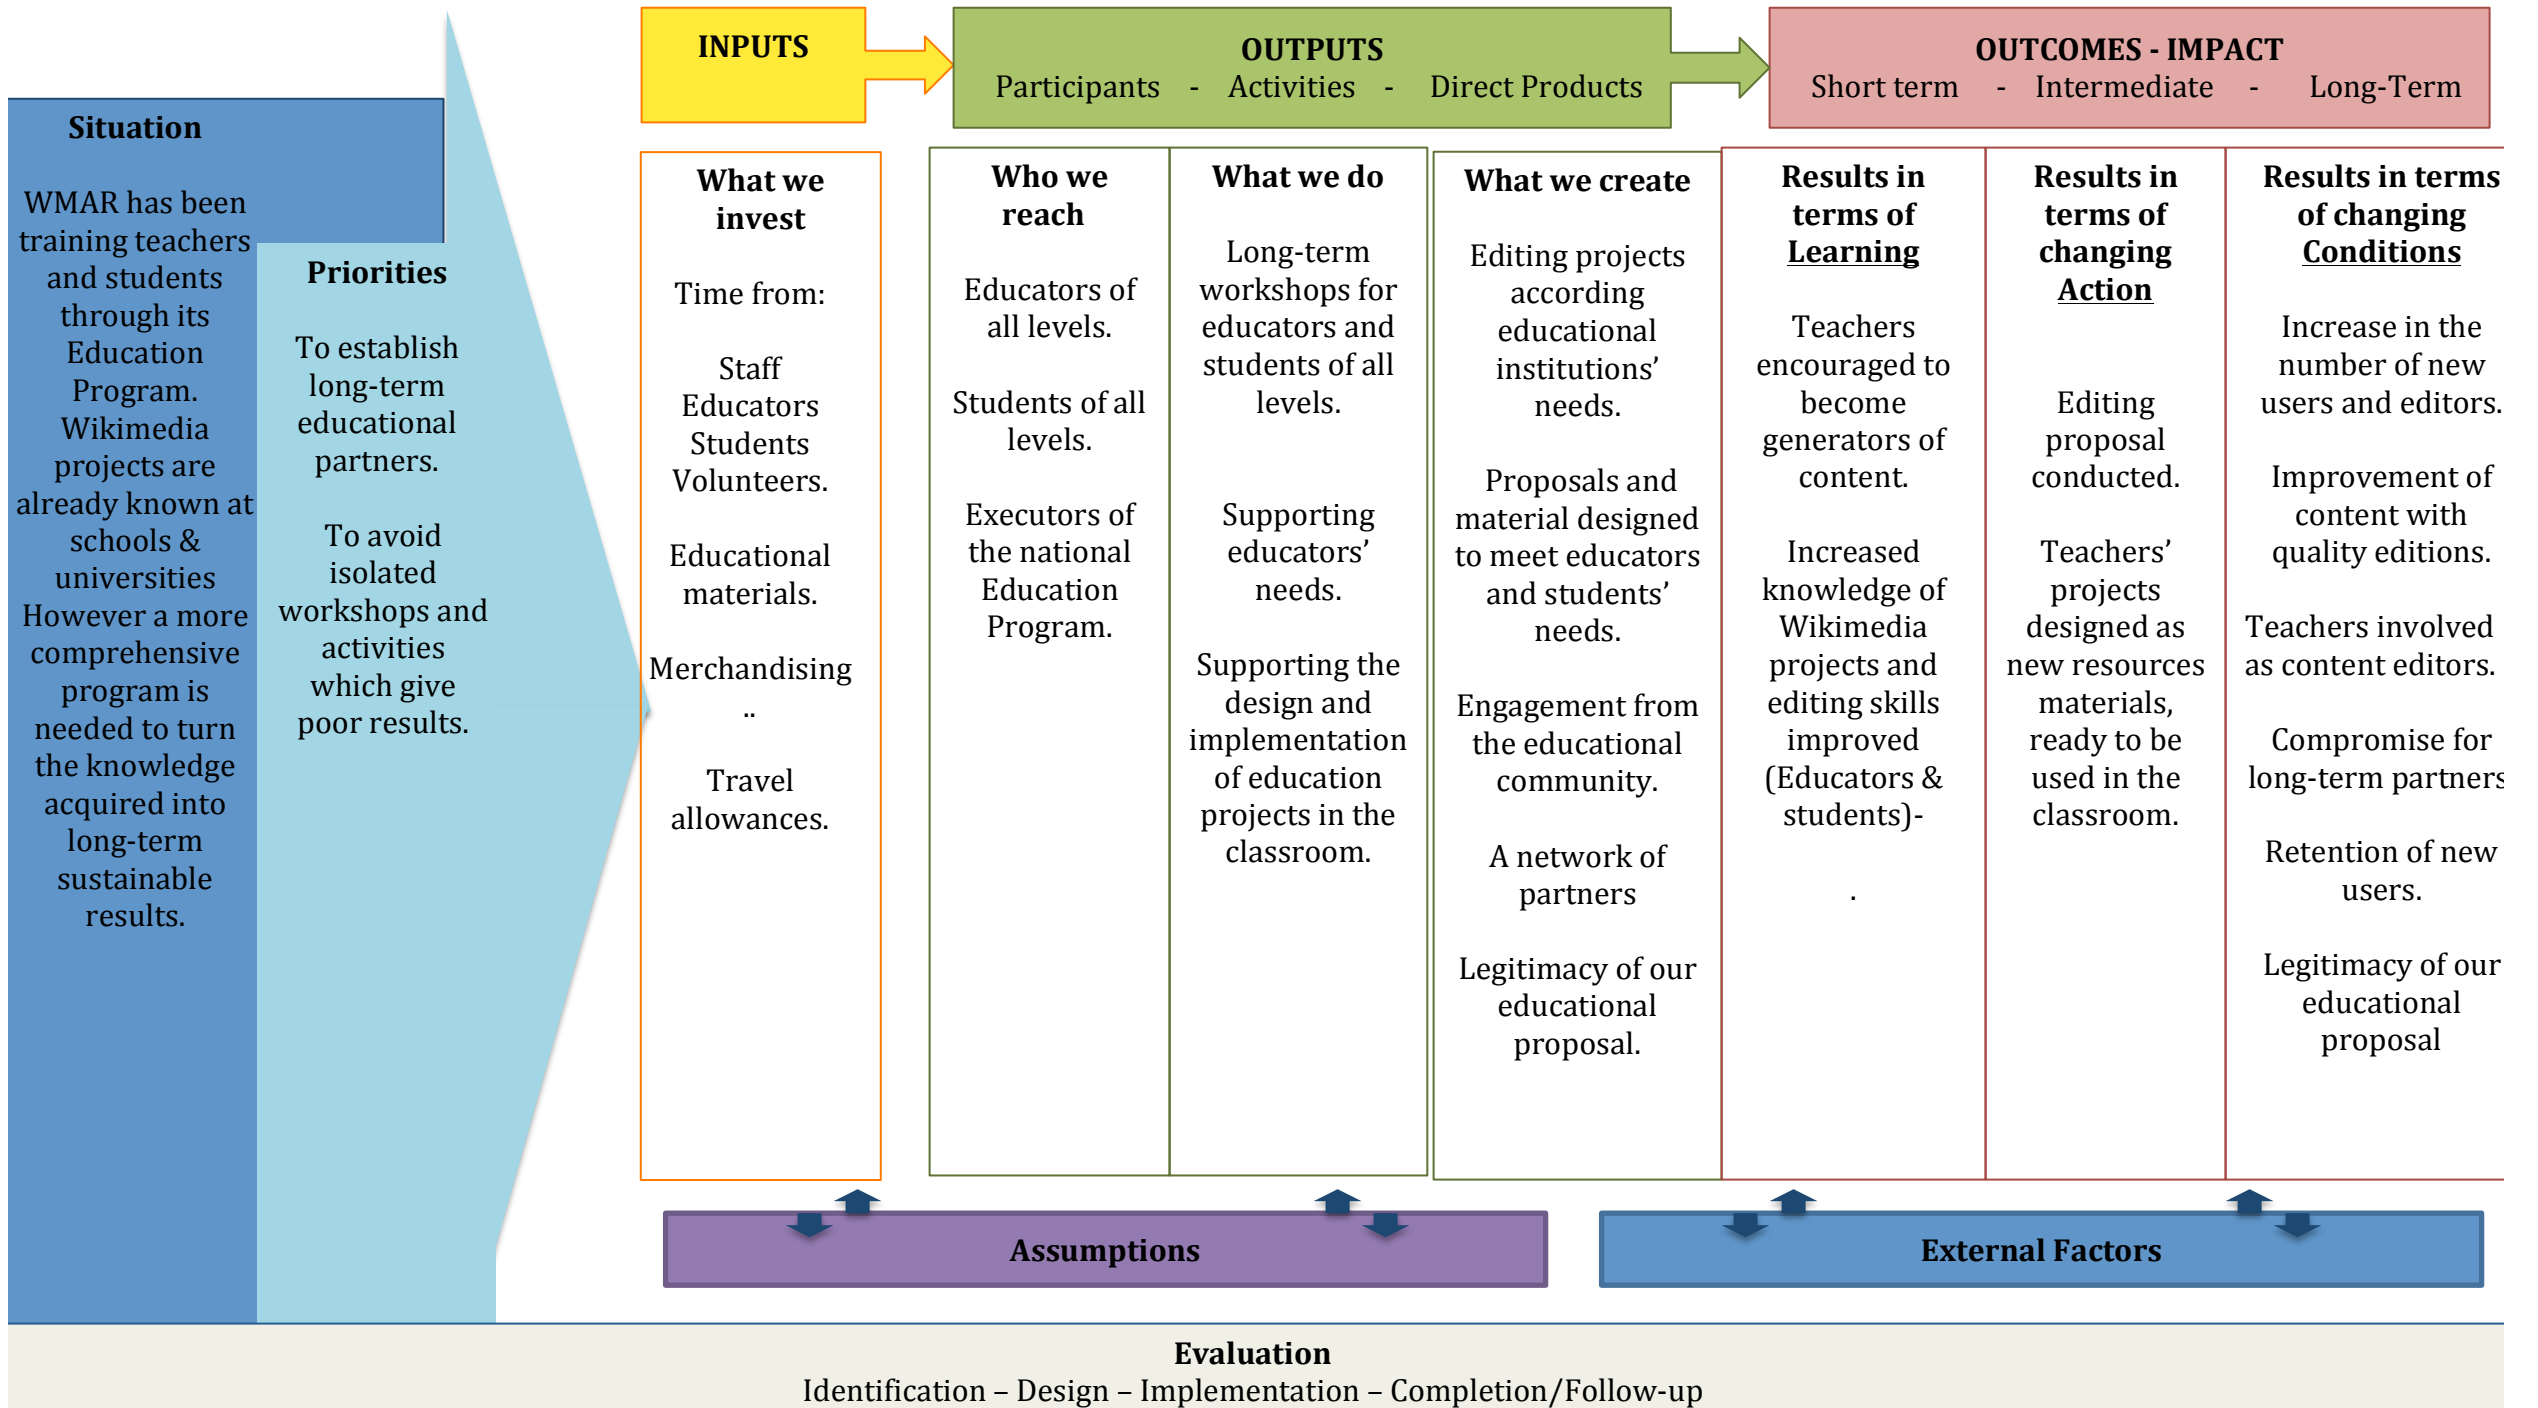 Situation
WMAR has been
training teachers
and students
through its
Education
Program.
Wikimedia
projects are
already known at
schools &
universities
However a more
comprehensive
program is
needed to turn
the knowledge
acquired into
long-term
sustainable
results.
Priorities
To establish
long-term
educational
partners.
To avoid
isolated
workshops and
activities
which give
poor results.
INPUTS
What we
invest
Time from:
Staff
Educators
Students
Volunteers.
Educational
materials.
Merchandising
..
Travel
allowances.
OUTPUTS
Participants - Activities - Direct Products
Who we
reach
Educators of
all levels.
Students of all
levels.
Executors of
the national
Education
Program.
What we do
Long-term
workshops for
educators and
students of all
levels.
Supporting
educators’
needs.
Supporting the
design and
implementation
of education
projects in the
classroom.
What we create
Editing projects
according
educational
institutions’
needs.
Proposals and
material designed
to meet educators
and students’
needs.
Engagement from
the educational
community.
A network of
partners
Legitimacy of our
educational
proposal.
OUTCOMES - IMPACT
Short term - Intermediate - Long-Term
Results in
terms of
Learning
Teachers
encouraged to
become
generators of
content.
Increased
knowledge of
Wikimedia
projects and
editing skills
improved
(Educators &
students)-
.
Results in
terms of
changing
Action
Editing
proposal
conducted.
Teachers’
projects
designed as
new resources
materials,
ready to be
used in the
classroom.
Results in terms
of changing
Conditions
Increase in the
number of new
users and editors.
Improvement of
content with
quality editions.
Teachers involved
as content editors.
Compromise for
long-term partners
Retention of new
users.
Legitimacy of our
educational
proposal
Assumptions
External Factors
Evaluation
Identification – Design – Implementation – Completion/Follow-up